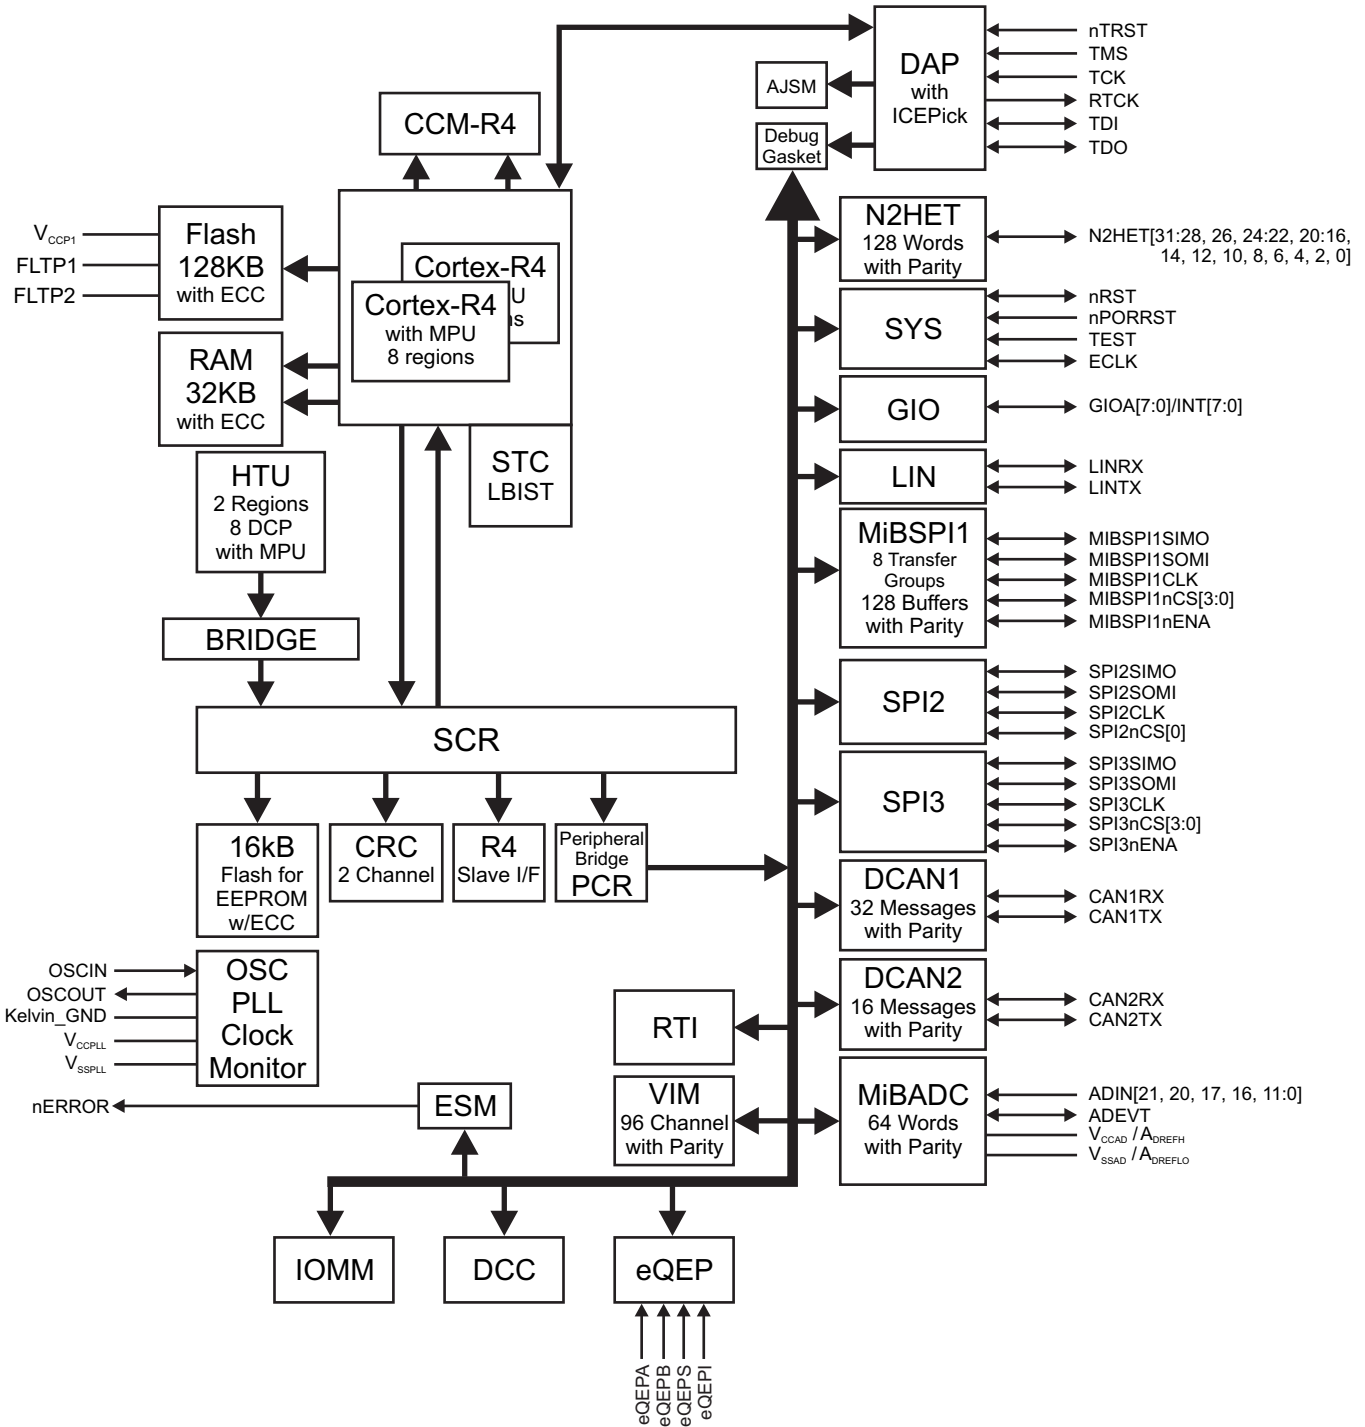 DAP
with
ICEPick
nTRST
TMS
TCK
RTCK
TDI
TDO
AJSM
Debug
Gasket
CCM-R4
V CCP1
FLTP1
FLTP2
Flash
128KB
with ECC
Cortex-R4
U
ns
Cortex-R4
with MPU
8 regions
RAM
32KB
with ECC
STC
LBIST
HTU
2 Regions
8 DCP
with MPU
BRIDGE
SCR
16kB
Flash for
EEPROM
w/ECC
CRC
2 Channel
R4
Slave I/F
Peripheral
Bridge
PCR
OSCIN
OSCOUT
Kelvin_GND
V CCPLL
V SSPLL
OSC
PLL
Clock
Monitor
nERROR
ESM
RTI
VIM
96 Channel
with Parity
IOMM
DCC
eQEP
eQEPA
eQEPB
eQEPS
eQEPI
N2HET
128 Words
with Parity
N2HET[31:28, 26, 24:22, 20:16,
14, 12, 10, 8, 6, 4, 2, 0]
SYS
nRST
nPORRST
TEST
ECLK
GIO
GIOA[7:0]/INT[7:0]
LIN
LINRX
LINTX
MiBSPI1
8 Transfer
Groups
128 Buffers
with Parity
MIBSPI1SIMO
MIBSPI1SOMI
MIBSPI1CLK
MIBSPI1nCS[3:0]
MIBSPI1nENA
SPI2
SPI2SIMO
SPI2SOMI
SPI2CLK
SPI2nCS[0]
SPI3
SPI3SIMO
SPI3SOMI
SPI3CLK
SPI3nCS[3:0]
SPI3nENA
DCAN1
32 Messages
with Parity
CAN1RX
CAN1TX
DCAN2
16 Messages
with Parity
CAN2RX
CAN2TX
MiBADC
64 Words
with Parity
ADIN[21, 20, 17, 16, 11:0]
ADEVT
V CCAD / A DREFH
V SSAD / A DREFLO